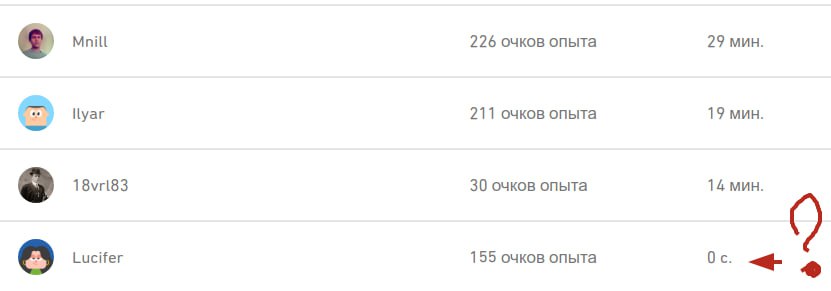 Mnill 226 очков опыта 29 мин.
Ilyar 211 очков опыта 19 мин.
18vrl83 30 очков опыта 14 мин.
Lucifer 155 очков опыта 0 с. ?